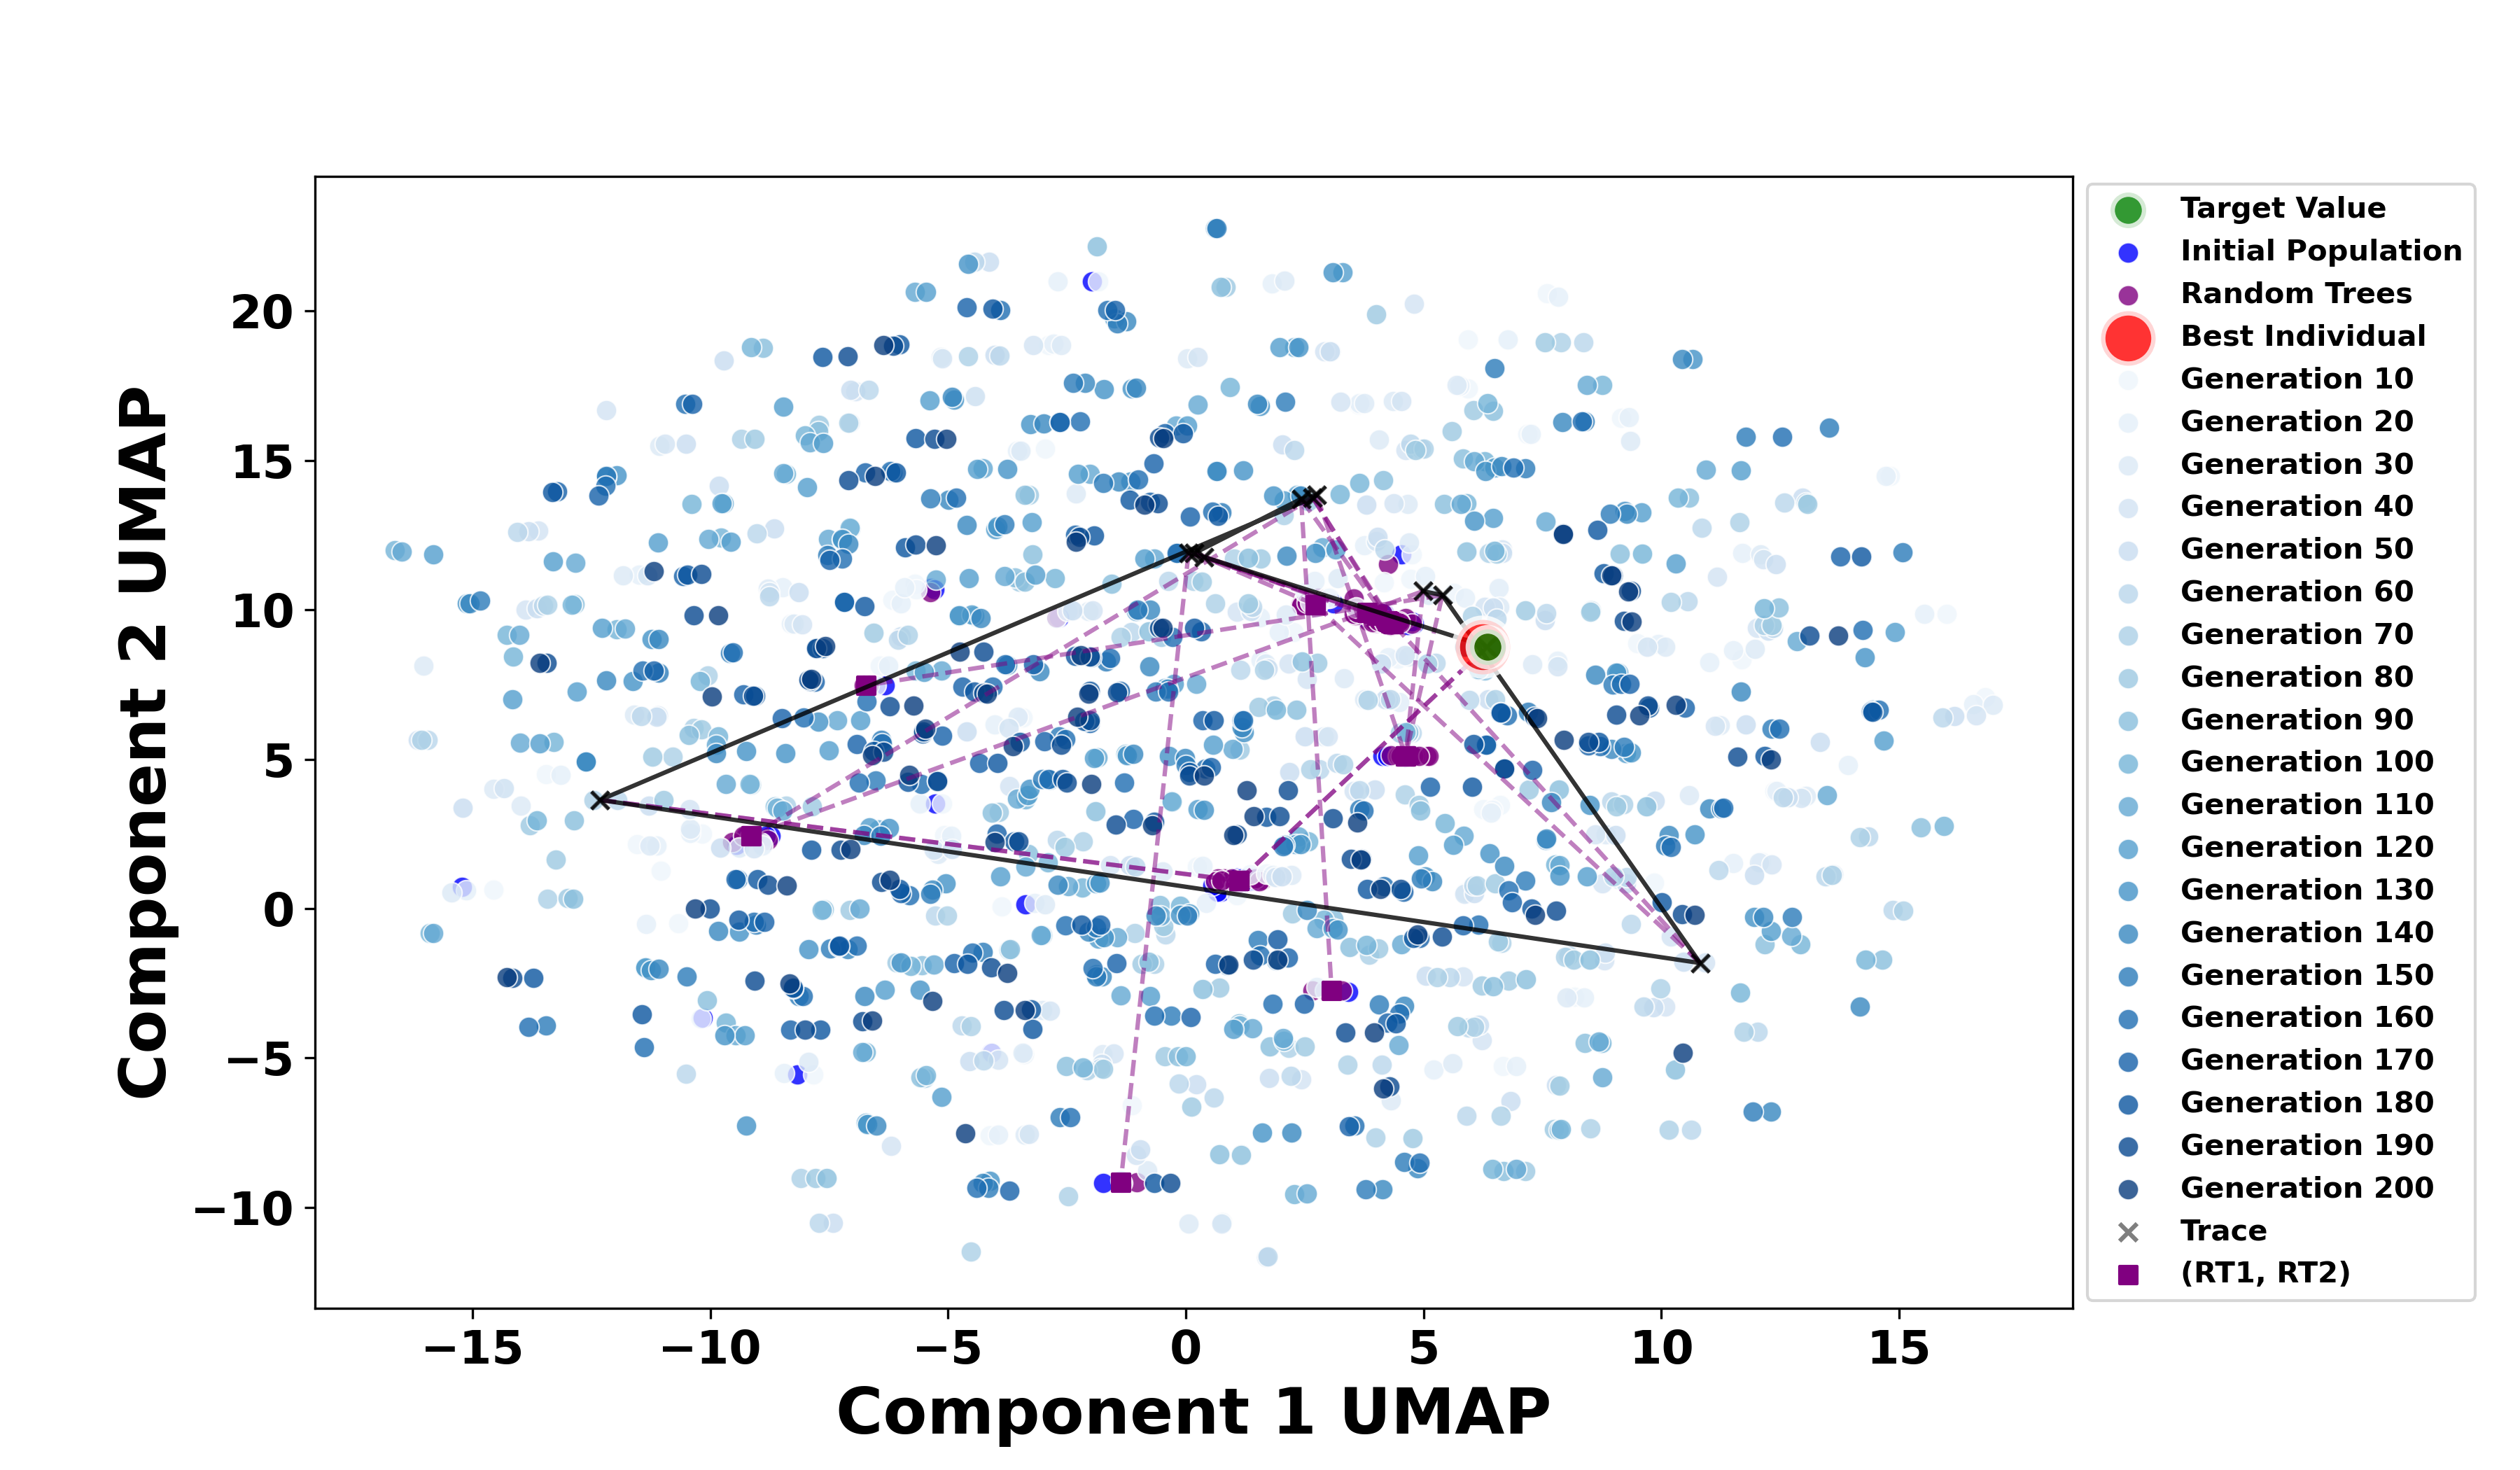 Component 2 UMAP
20
15
10
5
0
−5
−10
−15
−10
−5
0
5
10
15
Component 1 UMAP
Target Value
Initial Population
Random Trees
Best Individual
Generation 10
Generation 20
Generation 30
Generation 40
Generation 50
Generation 60
Generation 70
Generation 80
Generation 90
Generation 100
Generation 110
Generation 120
Generation 130
Generation 140
Generation 150
Generation 160
Generation 170
Generation 180
Generation 190
Generation 200
Trace
(RT1, RT2)